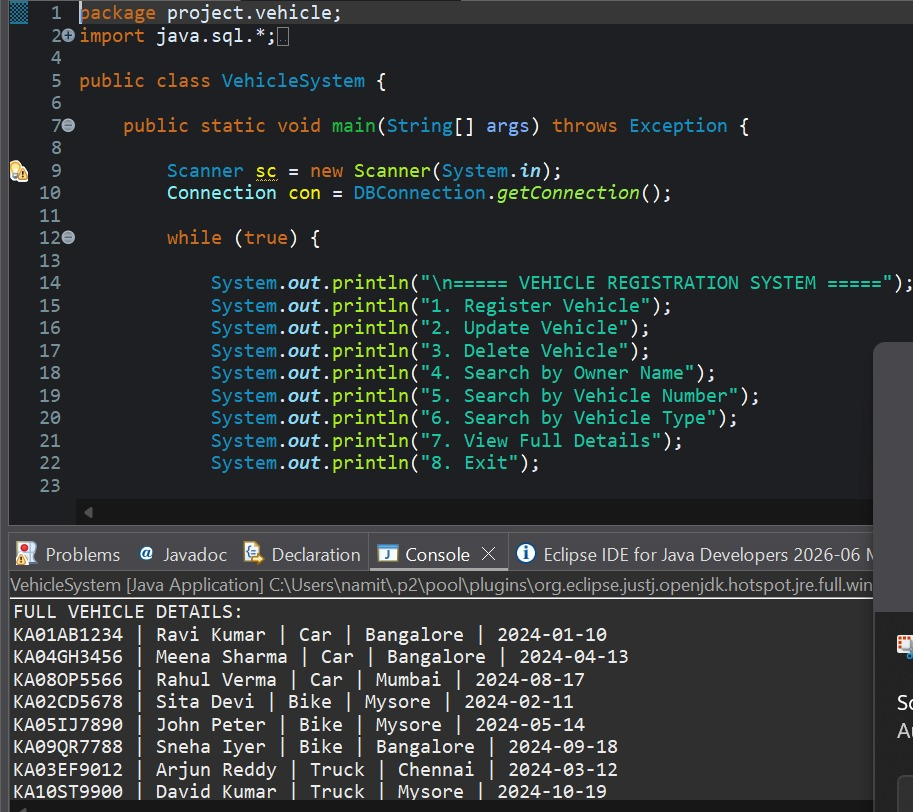 1 package project.vehicle;
2 import java.sql.*;
4
5 public class VehicleSystem {
6
7 public static void main(String[] args) throws Exception {
8
9 Scanner sc = new Scanner(System.in);
10 Connection con = DBConnection.getConnection();
11
12 while (true) {
13
14 System.out.println("\n===== VEHICLE REGISTRATION SYSTEM =====");
15 System.out.println("1. Register Vehicle");
16 System.out.println("2. Update Vehicle");
17 System.out.println("3. Delete Vehicle");
18 System.out.println("4. Search by Owner Name");
19 System.out.println("5. Search by Vehicle Number");
20 System.out.println("6. Search by Vehicle Type");
21 System.out.println("7. View Full Details");
22 System.out.println("8. Exit");
23
Problems Javadoc Declaration Console Eclipse IDE for Java Developers 2026-06
VehicleSystem [Java Application] C:\Users\namit\.p2\pool\plugins\org.eclipse.justj.openjdk.hotspot.jre.full.win
FULL VEHICLE DETAILS:
KA01AB1234 | Ravi Kumar | Car | Bangalore | 2024-01-10
KA04GH3456 | Meena Sharma | Car | Bangalore | 2024-04-13
KA08OP5566 | Rahul Verma | Car | Mumbai | 2024-08-17
KA02CD5678 | Sita Devi | Bike | Mysore | 2024-02-11
KA05IJ7890 | John Peter | Bike | Mysore | 2024-05-14
KA09QR7788 | Sneha Iyer | Bike | Bangalore | 2024-09-18
KA03EF9012 | Arjun Reddy | Truck | Chennai | 2024-03-12
KA10ST9900 | David Kumar | Truck | Mysore | 2024-10-19